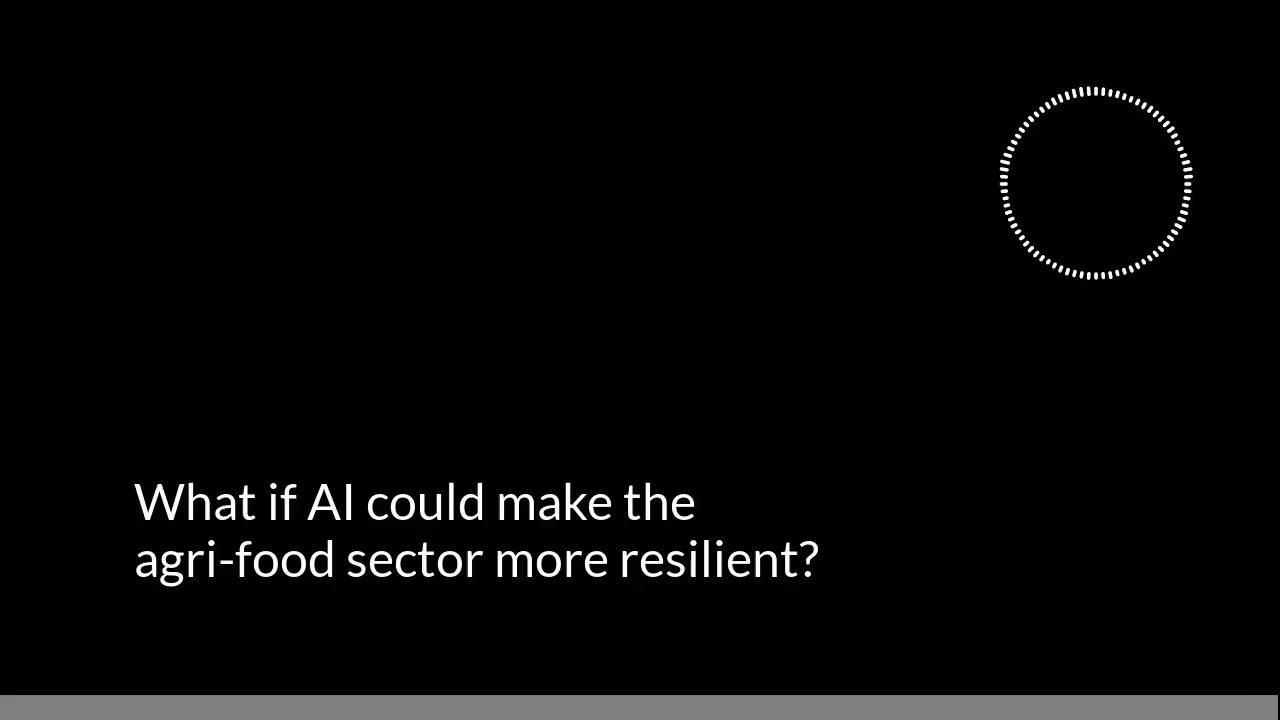 What if AI could make the
agri-food sector more resilient?